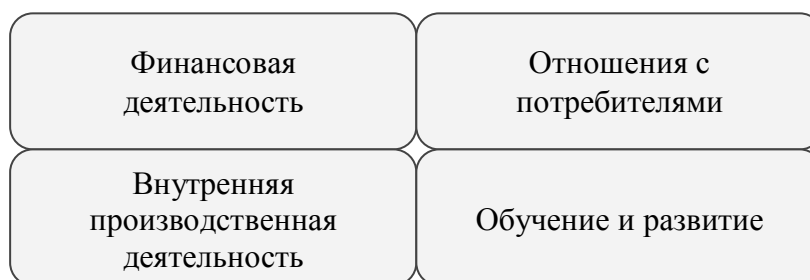 Финансовая
деятельность
Отношения с
потребителями
Внутренняя
производственная
деятельность
Обучение и развитие